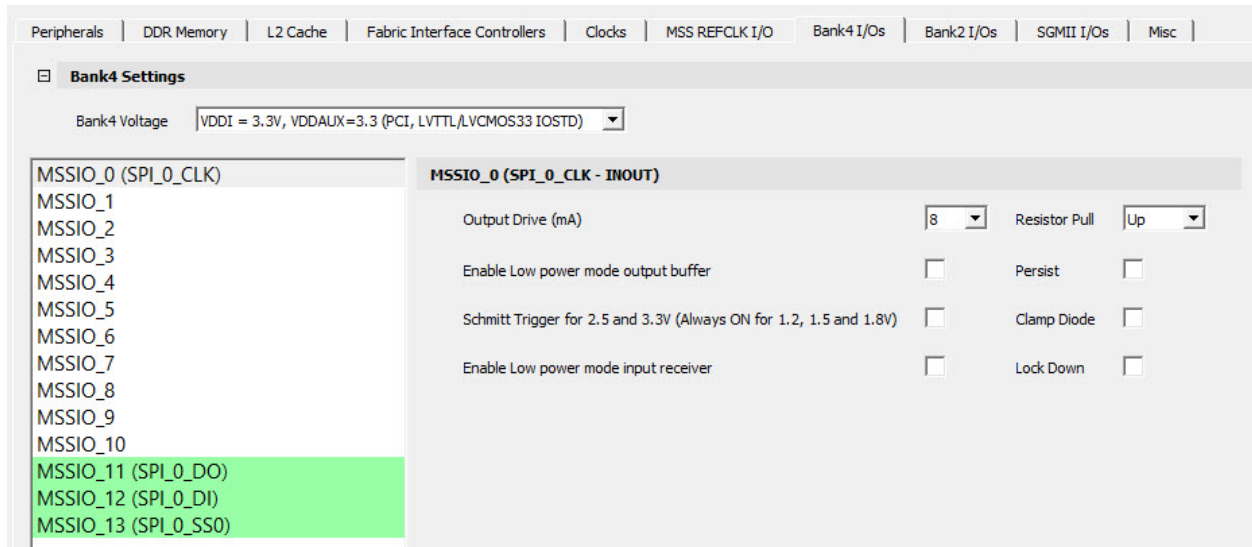 Peripherals DDR Memory L2 Cache Fabric Interface Controllers Clocks MSS REFCLK I/O Bank4 I/Os Bank2 I/Os SGMII I/Os Misc
Bank4 Settings
Bank4 Voltage VDDI = 3.3V, VDDAUX=3.3 (PCI, LVTTL/LVCMOS33 IOSTD)
MSSIO_0 (SPI_0_CLK)
MSSIO_1
MSSIO_2
MSSIO_3
MSSIO_4
MSSIO_5
MSSIO_6
MSSIO_7
MSSIO_8
MSSIO_9
MSSIO_10
MSSIO_11 (SPI_0_DO)
MSSIO_12 (SPI_0_DI)
MSSIO_13 (SPI_0_SS0)
MSSIO_0 (SPI_0_CLK - INOUT)
Output Drive (mA) 8 Resistor Pull Up
Enable Low power mode output buffer Persist
Schmitt Trigger for 2.5 and 3.3V (Always ON for 1.2, 1.5 and 1.8V) Clamp Diode
Enable Low power mode input receiver Lock Down